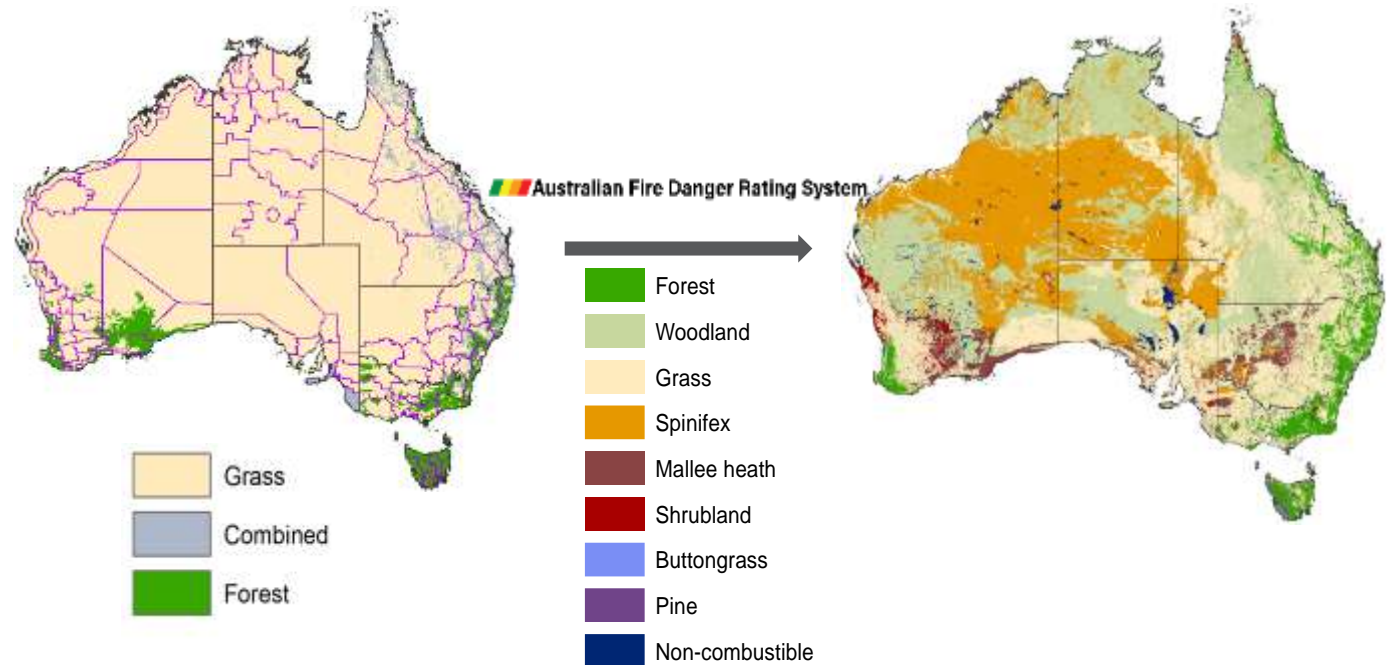 Australian Fire Danger Rating System
Grass
Combined
Forest
Forest
Woodland
Grass
Spinifex
Mallee heath
Shrubland
Buttongrass
Pine
Non-combustible